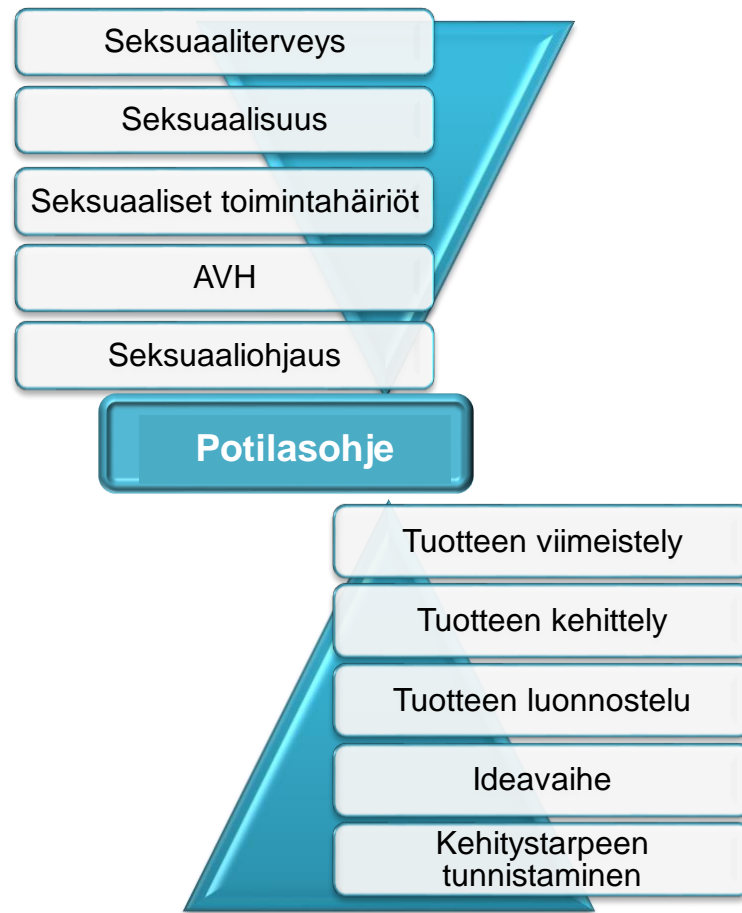 Seksuaaliterveys
Seksuaalisuus
Seksuaaliset toimintahäiriöt
AVH
Seksuaaliohjaus
Potilasohje
Tuotteen viimeistely
Tuotteen kehittely
Tuotteen luonnostelu
Ideavaihe
Kehitystarpeen
tunnistaminen